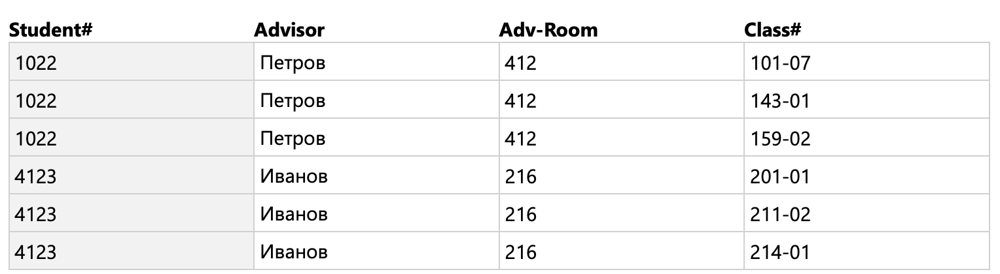 Student# Advisor Adv-Room Class#
1022 Петров 412 101-07
1022 Петров 412 143-01
1022 Петров 412 159-02
4123 Иванов 216 201-01
4123 Иванов 216 211-02
4123 Иванов 216 214-01